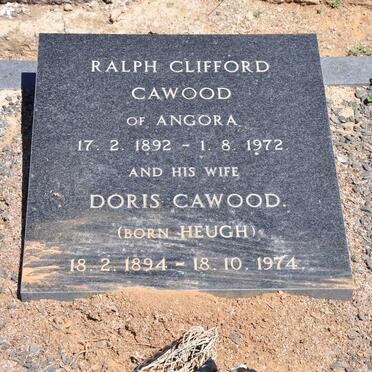 RALPH CLIFFORD
CAWOOD
OF ANGORA
17. 2. 1892 - 1. 8. 1972
AND HIS WIFE
DORIS CAWOOD.
(BORN HEUGH)
18. 2. 1894 - 18. 10. 1974.